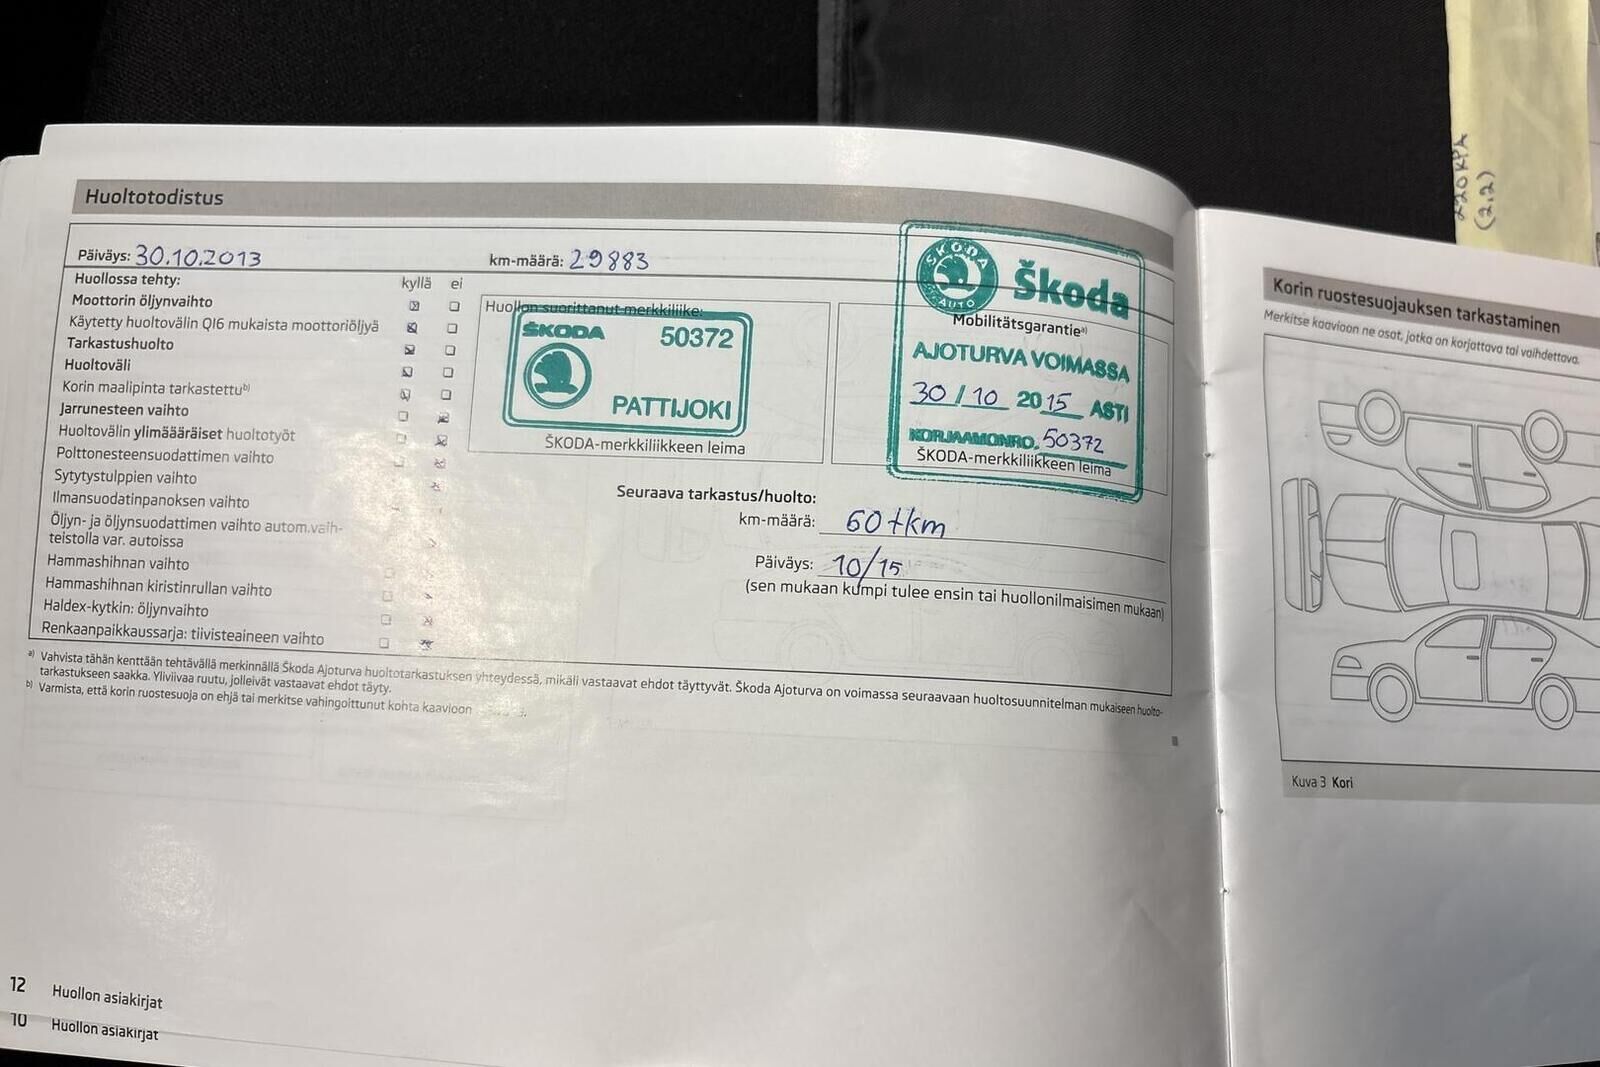 Huoltotodistus
Päiväys: 30.10.2013
km-määrä: 29883
Huollossa tehty: kyllä ei
Moottorin öljynvaihto
Käytetty huoltovälin QI6 mukaista moottoriöljyä
Tarkastushuolto
Huoltoväli
Korin maalipinta tarkastettu b)
Jarrunesteen vaihto
Huoltovälin ylimäääräiset huoltotyöt
Polttonesteensuodattimen vaihto
Sytytystulppien vaihto
Ilmansuodatinpanoksen vaihto
Öljyn- ja öljynsuodattimen vaihto autom.vaih-
teistolla var. autoissa
Hammashihnan vaihto
Hammashihnan kiristinrullan vaihto
Haldex-kytkin: öljynvaihto
Renkaanpaikkaussarja: tiivisteaineen vaihto
Huollon suorittanut merkkiliike:
ŠKODA 50372
PATTIJOKI
ŠKODA-merkkiliikkeen leima
ŠKODA
AUTO
Škoda
Mobilitätsgarantie a)
AJOTURVA VOIMASSA
30 / 10 2015 ASTI
KORJAAMONRO. 50372
ŠKODA-merkkiliikkeen leima
Seuraava tarkastus/huolto:
km-määrä: 60 tkm
Päiväys: 10/15
(sen mukaan kumpi tulee ensin tai huollonilmaisimen mukaan)
a) Vahvista tähän kenttään tehtävällä merkinnällä Škoda Ajoturva huoltotarkastuksen yhteydessä, mikäli vastaavat ehdot täyttyvät. Škoda Ajoturva on voimassa seuraavaan huoltosuunnitelman mukaiseen huolto-
tarkastukseen saakka. Yliviivaa ruutu, jolleivät vastaavat ehdot täyty.
b) Varmista, että korin ruostesuoja on ehjä tai merkitse vahingoittunut kohta kaavioon
12 Huollon asiakirjat
10 Huollon asiakirjat
220 KPA
(2,2)
Korin ruostesuojauksen tarkastaminen
Merkitse kaavioon ne osat, jotka on korjattava tai vaihdettava.
Kuva 3 Kori